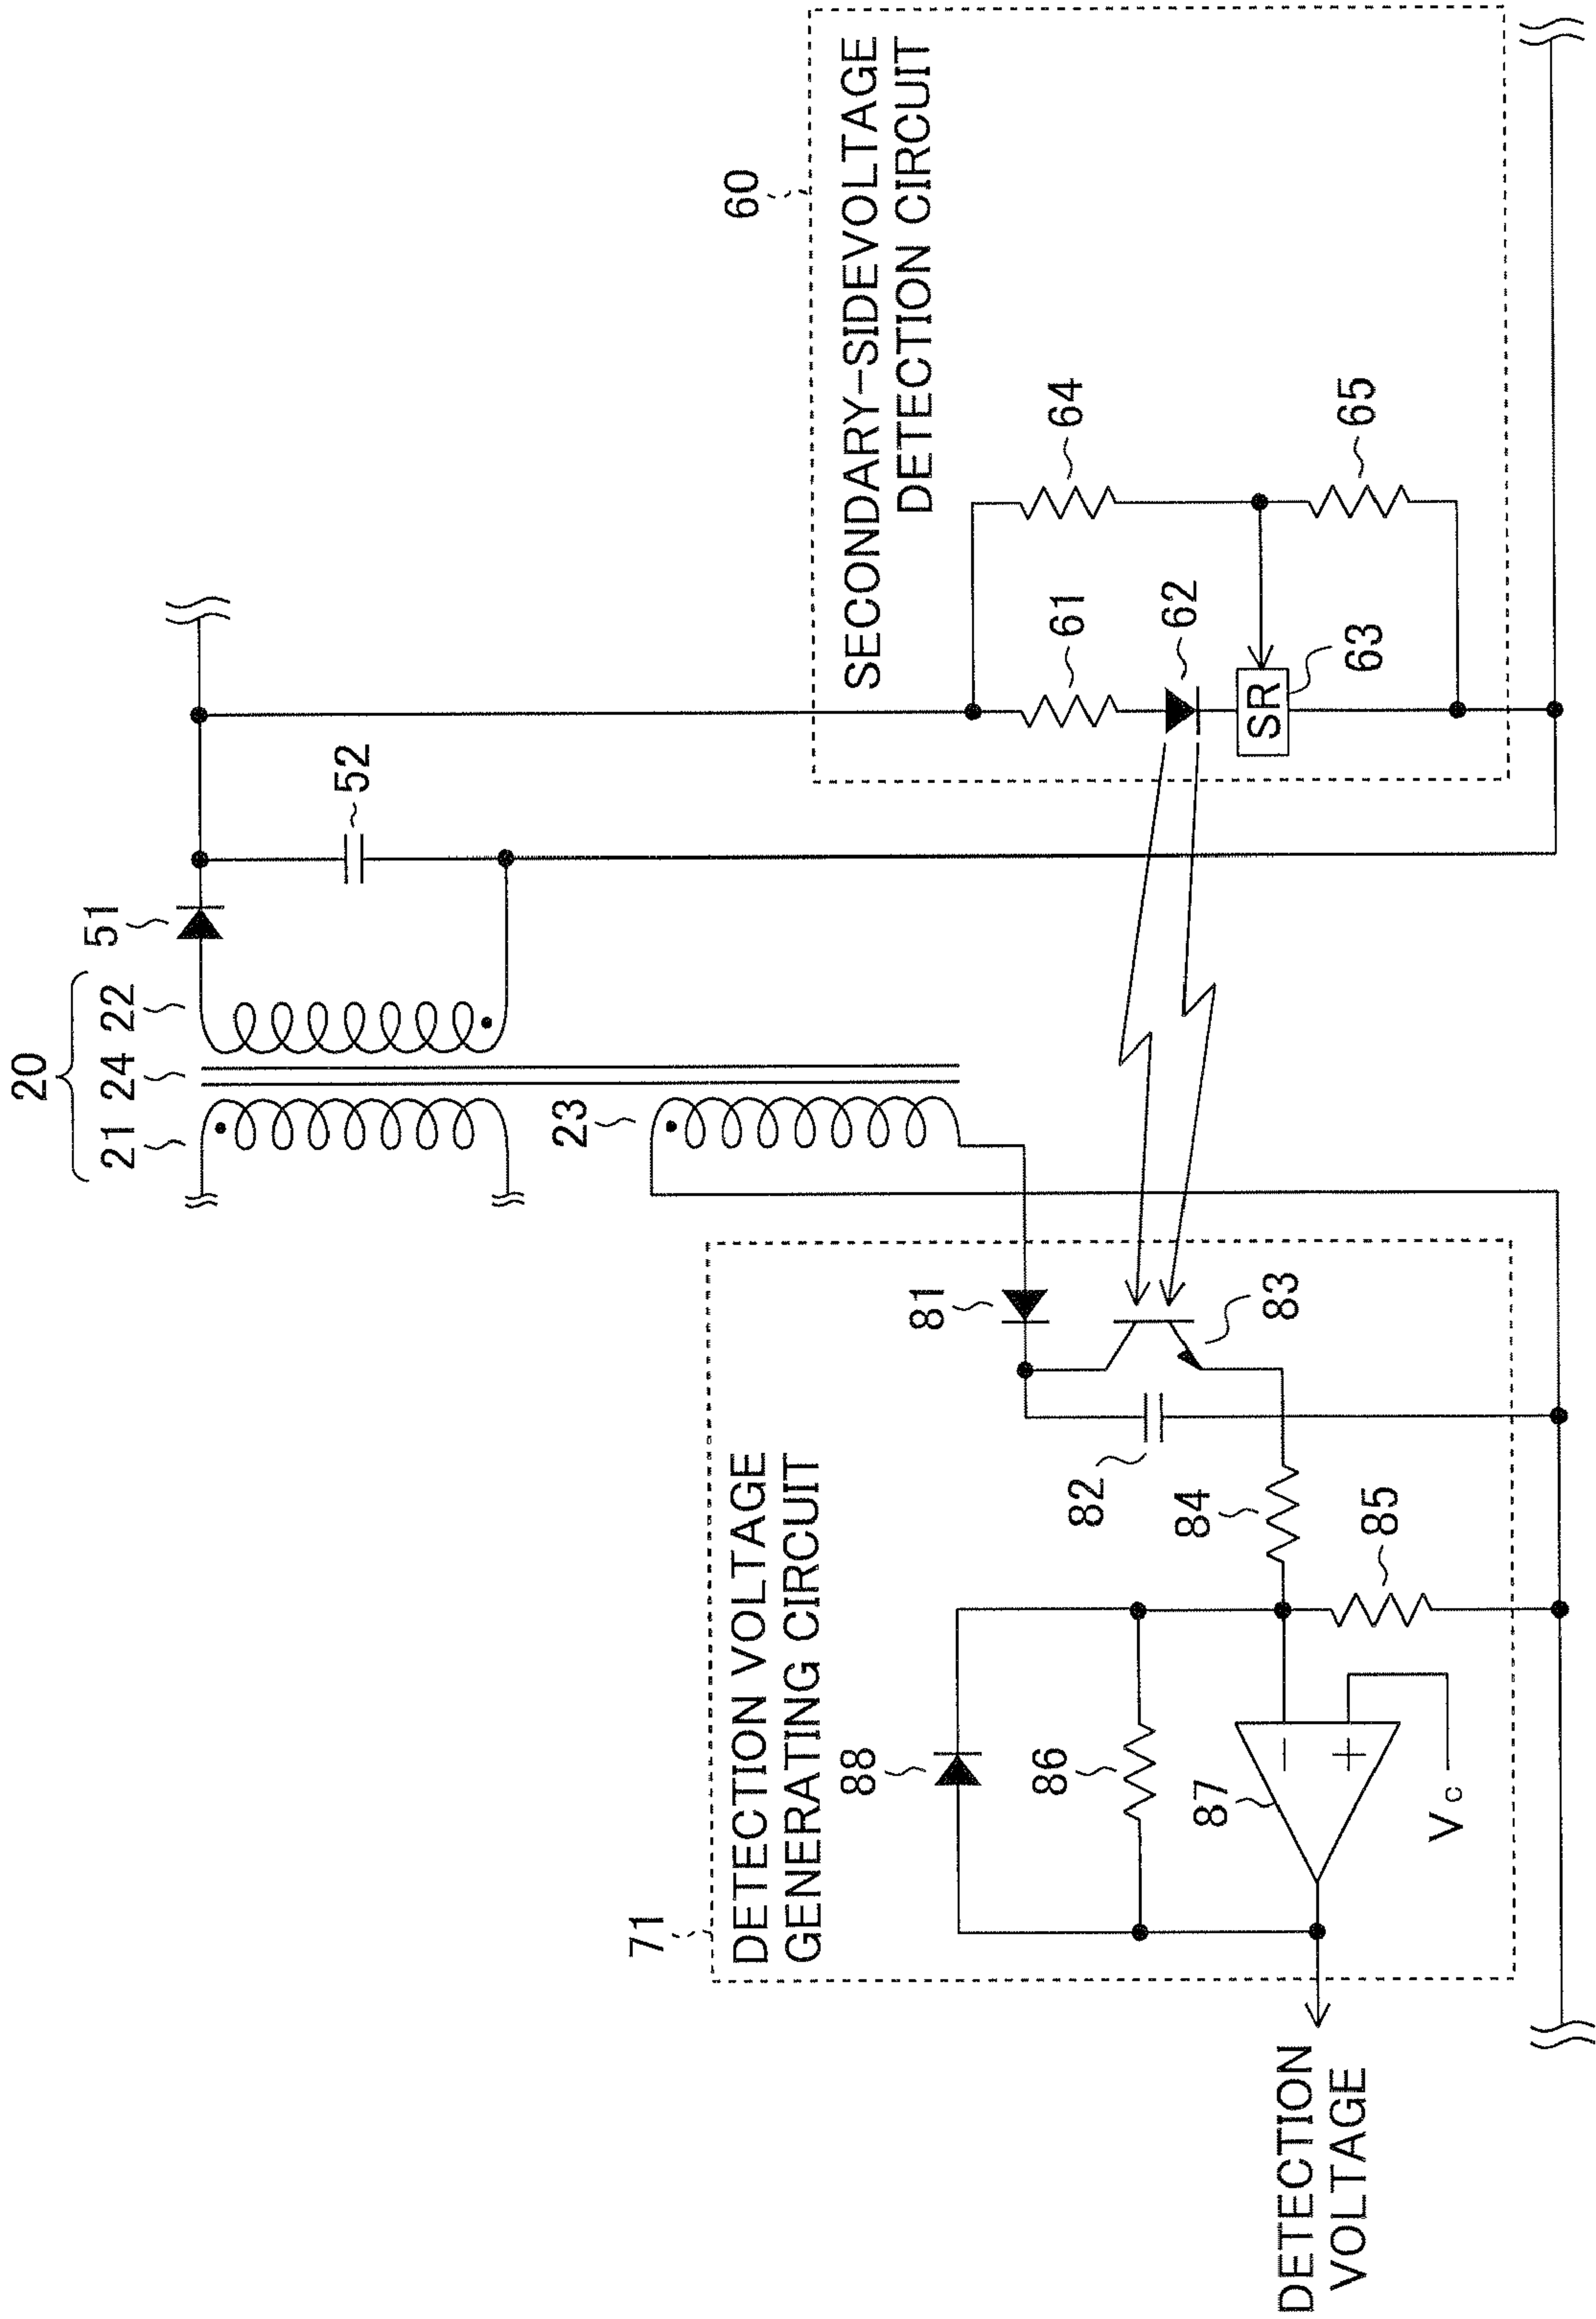 20
21 24 22
51
52
23
60
SECONDARY-SIDEVOLTAGE
DETECTION CIRCUIT
61
62
SR
63
64
65
71
DETECTION VOLTAGE
GENERATING CIRCUIT
81
82
83
84
85
88
86
87
−
+
Vc
DETECTION
VOLTAGE